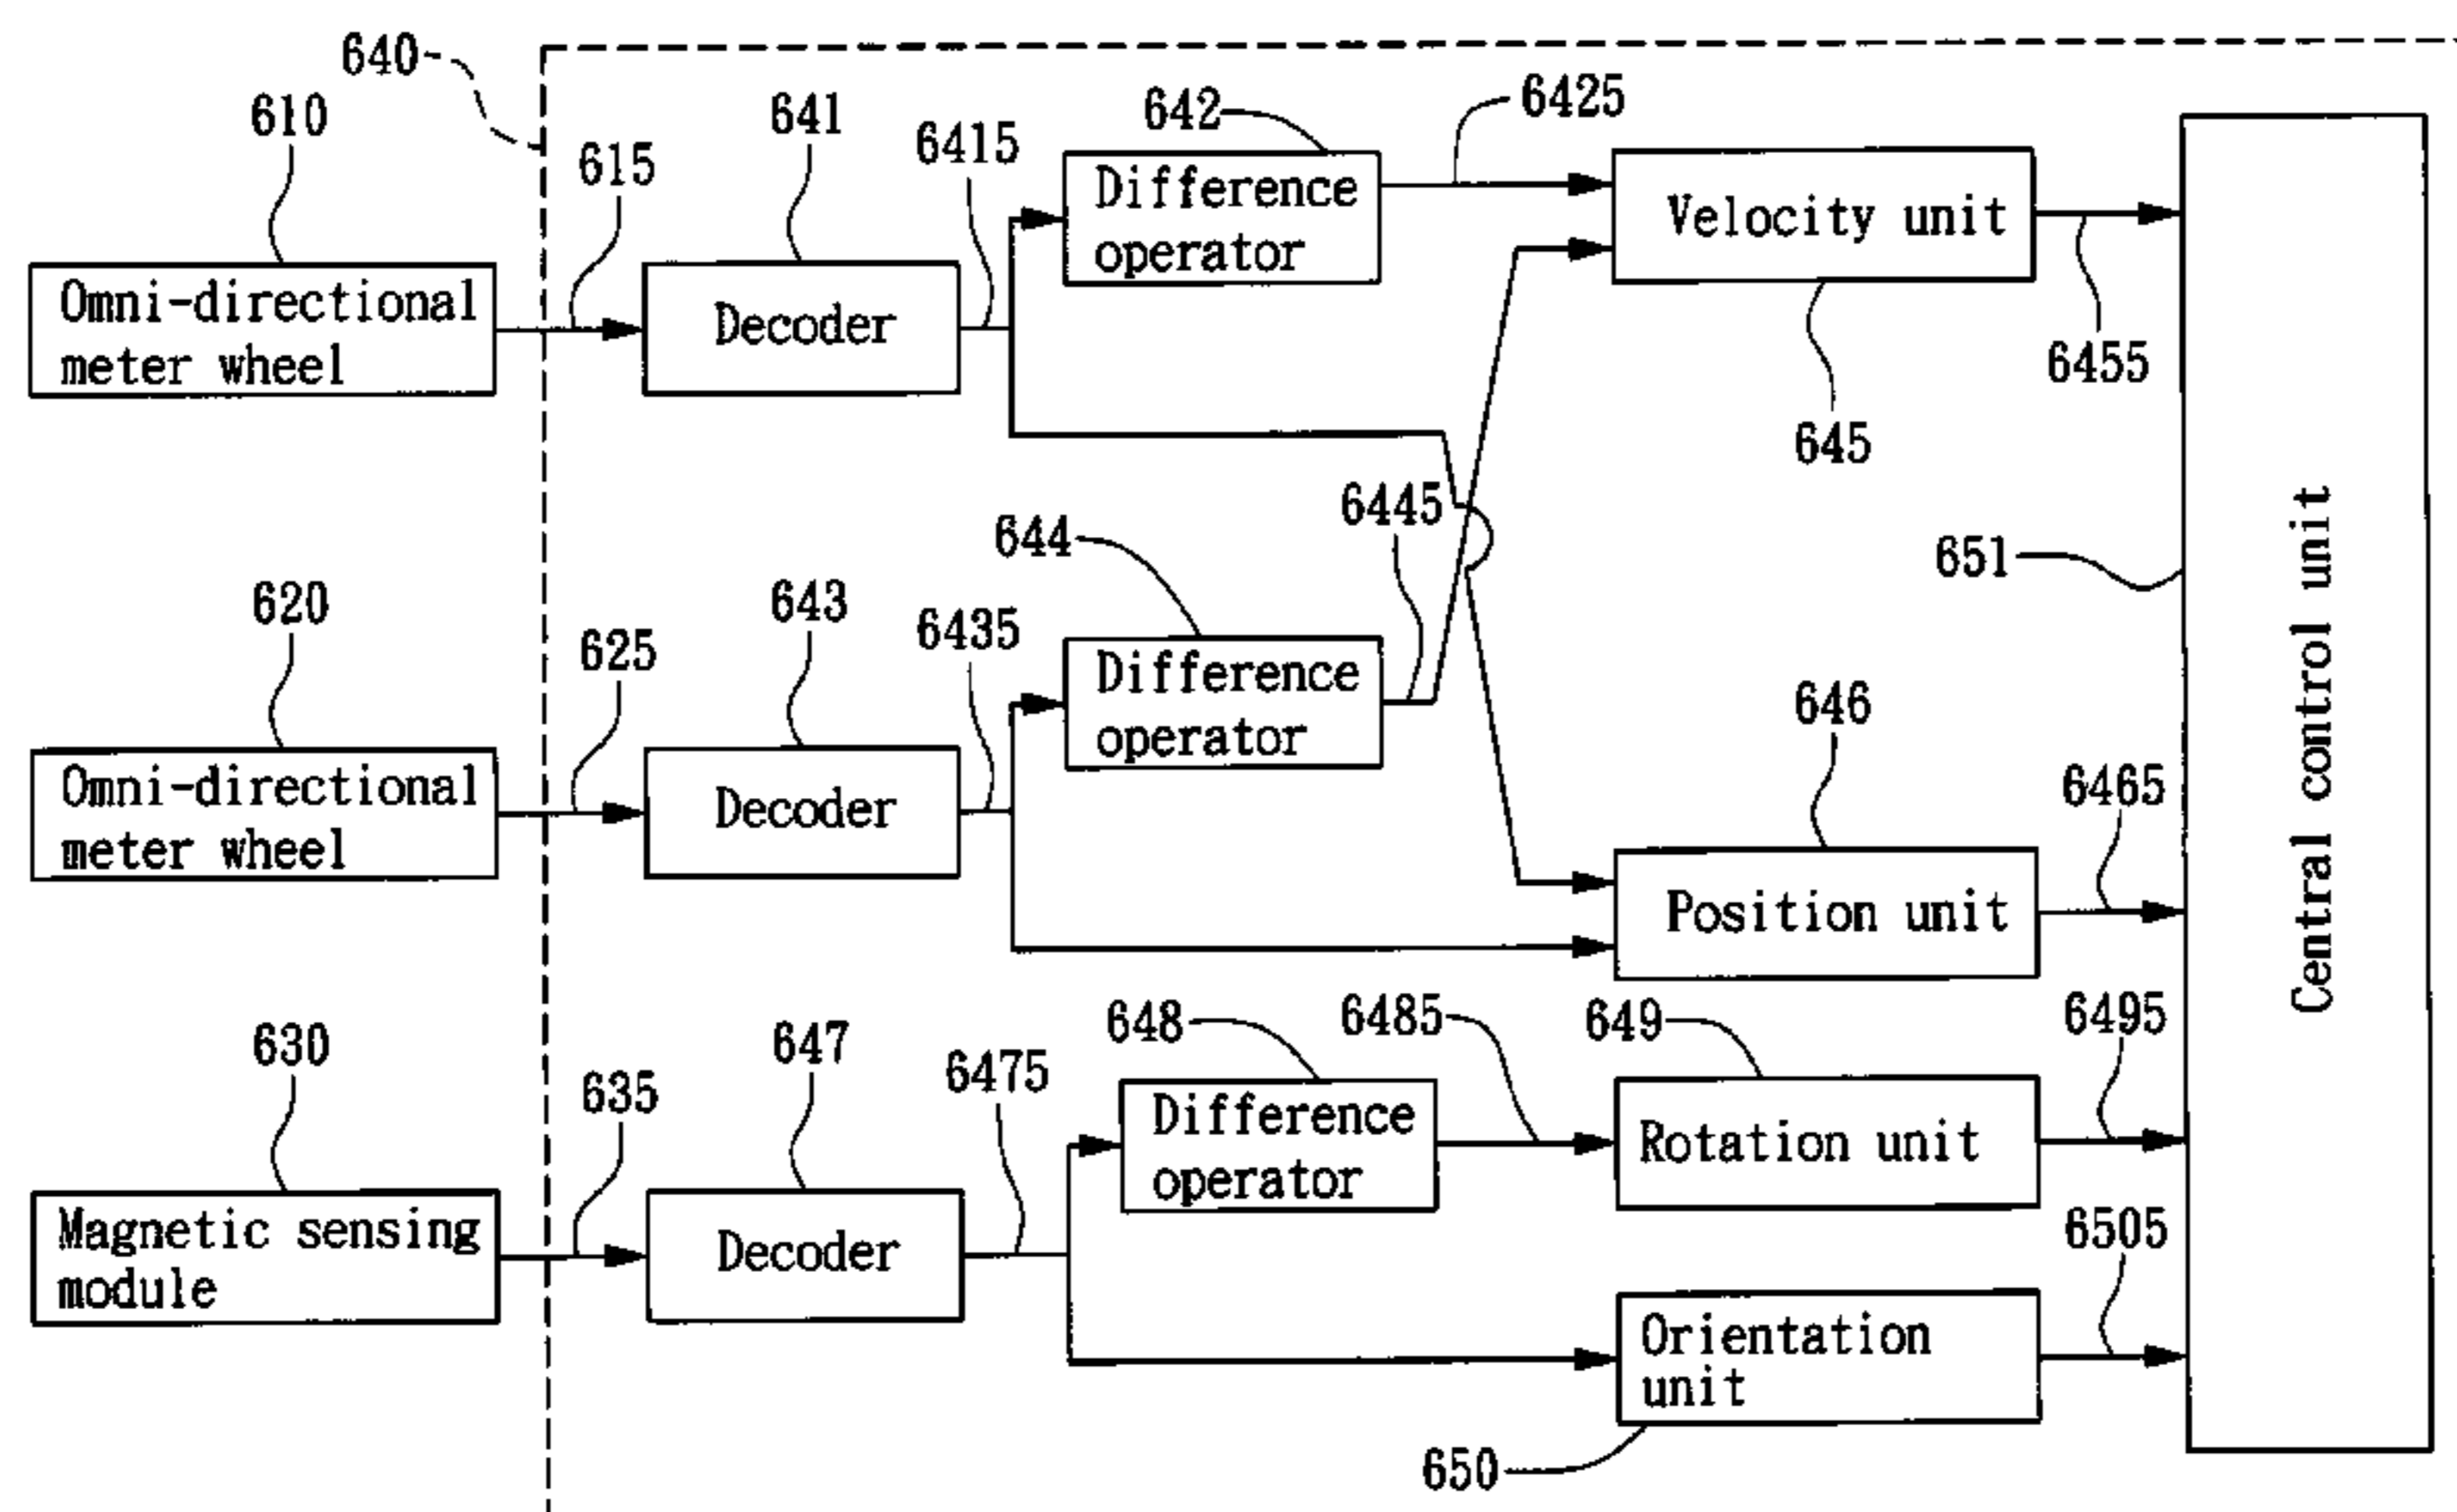 640
610
615
641
6415
642
6425
Omni-directional
meter wheel
Decoder
Difference
operator
Velocity unit
6455
645
620
625
643
6435
644
6445
651
Omni-directional
meter wheel
Decoder
Difference
operator
646
6465
Position unit
Central control unit
630
635
647
6475
648
6485
649
6495
Magnetic sensing
module
Decoder
Difference
operator
Rotation unit
6505
Orientation
unit
650